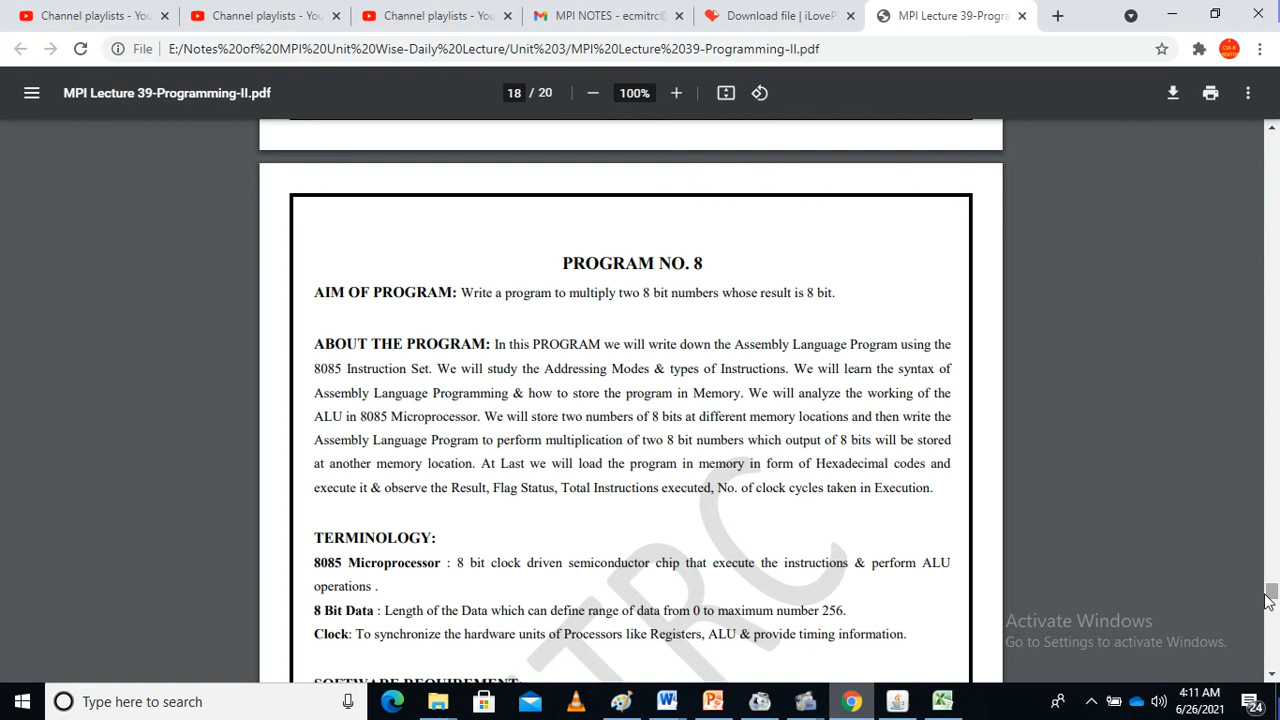 Channel playlists - You
Channel playlists - You
Channel playlists - You
MPI NOTES - ecmitrc@
Download file | iLoveP
MPI Lecture 39-Progra
File
E:/Notes%20of%20MPI%20Unit%20Wise-Daily%20Lecture/Unit%203/MPI%20Lecture%2039-Programming-II.pdf
MPI Lecture 39-Programming-II.pdf
18 / 20
100%
PROGRAM NO. 8
AIM OF PROGRAM: Write a program to multiply two 8 bit numbers whose result is 8 bit.
ABOUT THE PROGRAM: In this PROGRAM we will write down the Assembly Language Program using the
8085 Instruction Set. We will study the Addressing Modes & types of Instructions. We will learn the syntax of
Assembly Language Programming & how to store the program in Memory. We will analyze the working of the
ALU in 8085 Microprocessor. We will store two numbers of 8 bits at different memory locations and then write the
Assembly Language Program to perform multiplication of two 8 bit numbers which output of 8 bits will be stored
at another memory location. At Last we will load the program in memory in form of Hexadecimal codes and
execute it & observe the Result, Flag Status, Total Instructions executed, No. of clock cycles taken in Execution.
TERMINOLOGY:
8085 Microprocessor : 8 bit clock driven semiconductor chip that execute the instructions & perform ALU
operations .
8 Bit Data : Length of the Data which can define range of data from 0 to maximum number 256.
Clock: To synchronize the hardware units of Processors like Registers, ALU & provide timing information.
SOFTWARE REQUIREMENT:
TRC
Activate Windows
Go to Settings to activate Windows.
Type here to search
4:11 AM
6/26/2021
24